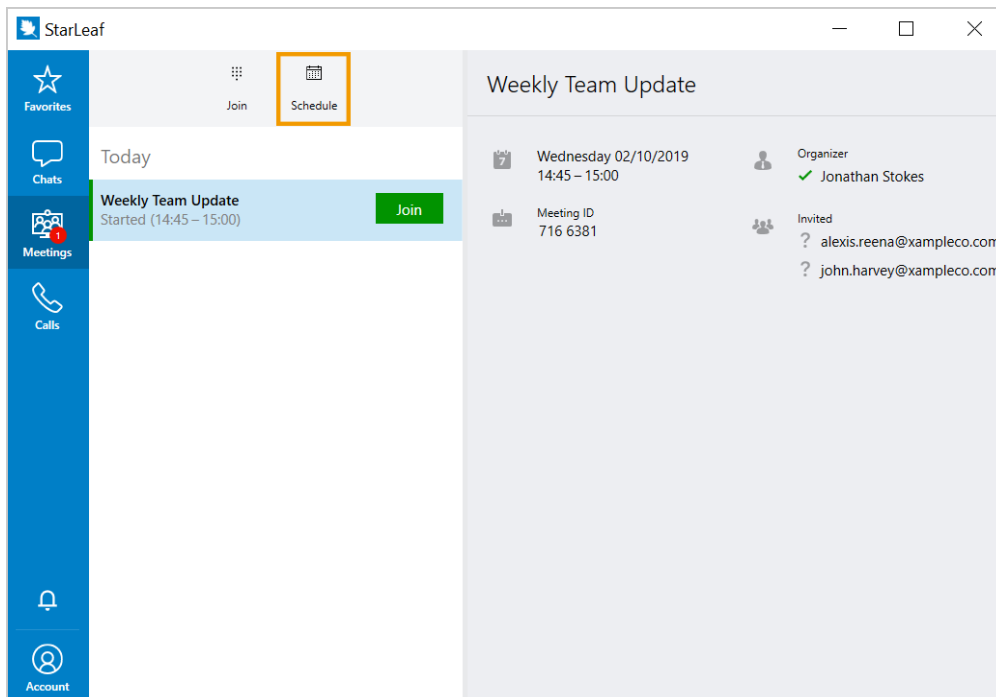 StarLeaf
Favorites
Chats
1
Meetings
Calls
Account
Join
Schedule
Today
Weekly Team Update
Started (14:45 – 15:00)
Join
Weekly Team Update
7
Wednesday 02/10/2019
14:45 – 15:00
Meeting ID
716 6381
Organizer
✓ Jonathan Stokes
Invited
? alexis.reena@xampleco.com
? john.harvey@xampleco.com